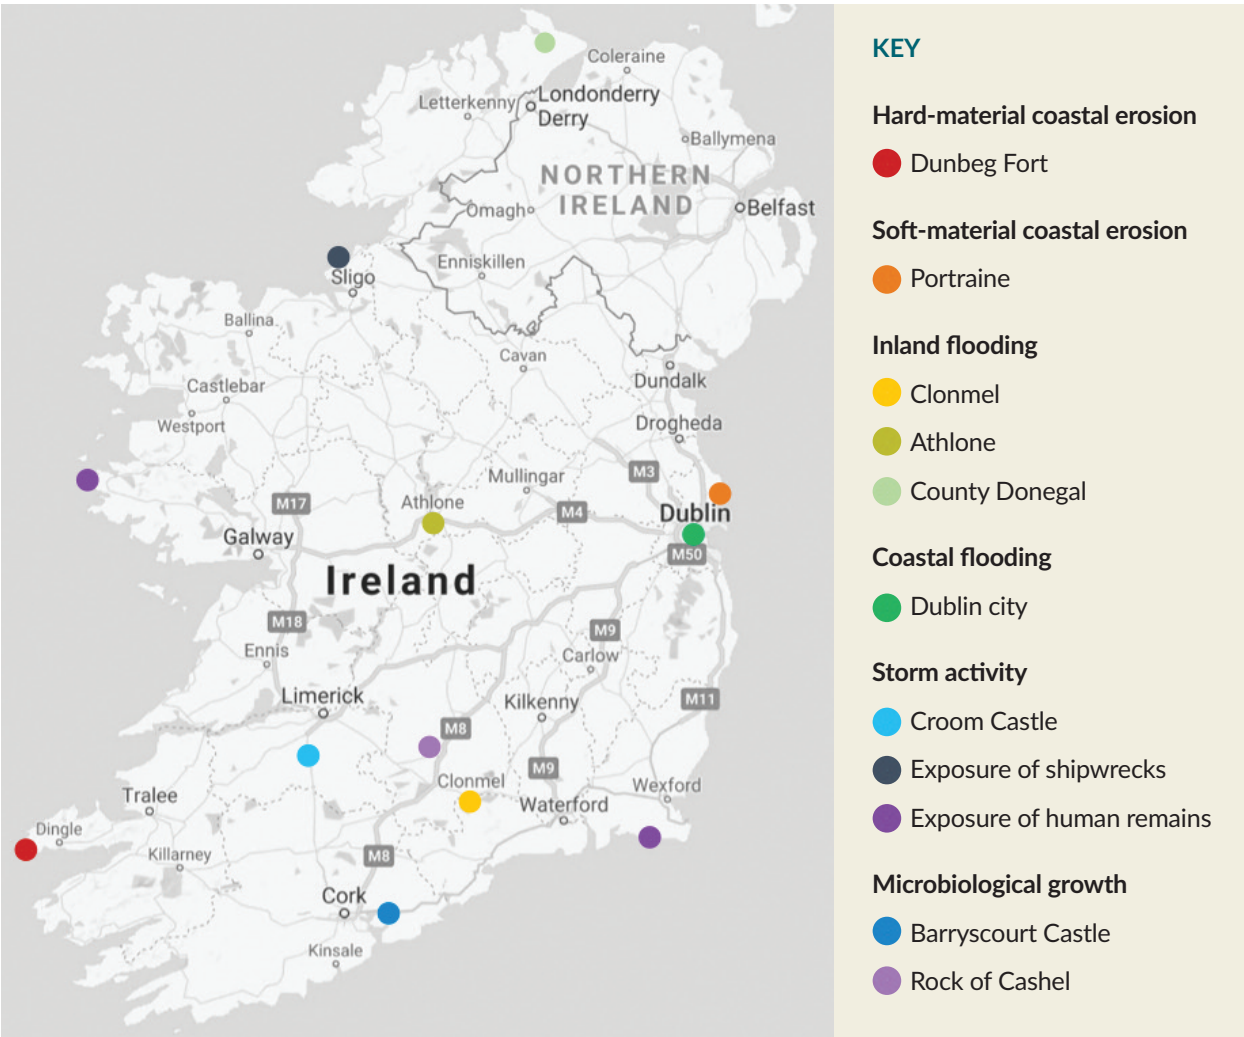 Coleraine
Letterkenny
Londonderry
Derry
Ballymena
NORTHERN
IRELAND
Omagh
Belfast
Enniskillen
Sligo
Ballina
Cavan
Castlebar
Dundalk
Westport
Drogheda
M3
Mullingar
M17
Athlone
M4
Dublin
Galway
M50
Ireland
M18
M9
Ennis
Carlow
Limerick
Kilkenny
M11
M8
M9
Clonmel
Wexford
Tralee
Waterford
Dingle
Killarney
M8
Cork
Kinsale
KEY
Hard-material coastal erosion
Dunbeg Fort
Soft-material coastal erosion
Portraine
Inland flooding
Clonmel
Athlone
County Donegal
Coastal flooding
Dublin city
Storm activity
Croom Castle
Exposure of shipwrecks
Exposure of human remains
Microbiological growth
Barryscourt Castle
Rock of Cashel